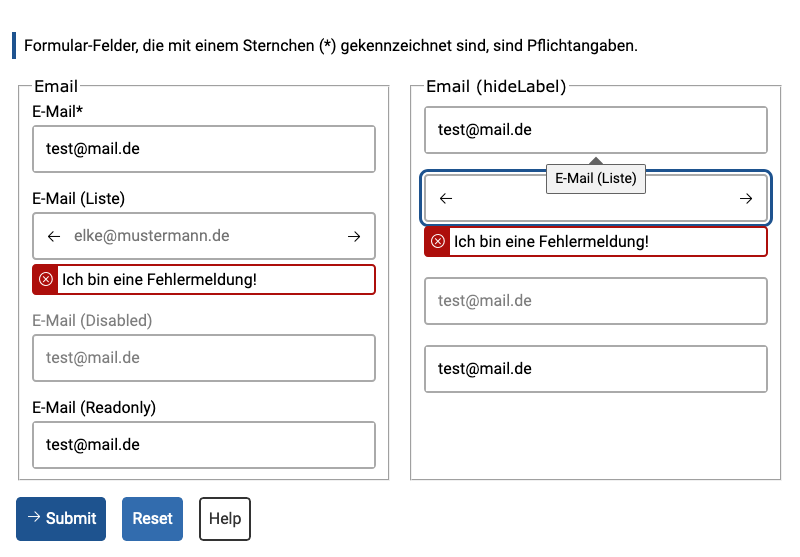 Formular-Felder, die mit einem Sternchen (*) gekennzeichnet sind, sind Pflichtangaben.
Email
E-Mail*
test@mail.de
E-Mail (Liste)
elke@mustermann.de
Ich bin eine Fehlermeldung!
E-Mail (Disabled)
test@mail.de
E-Mail (Readonly)
test@mail.de
Email (hideLabel)
test@mail.de
E-Mail (Liste)
Ich bin eine Fehlermeldung!
test@mail.de
test@mail.de
Submit Reset Help